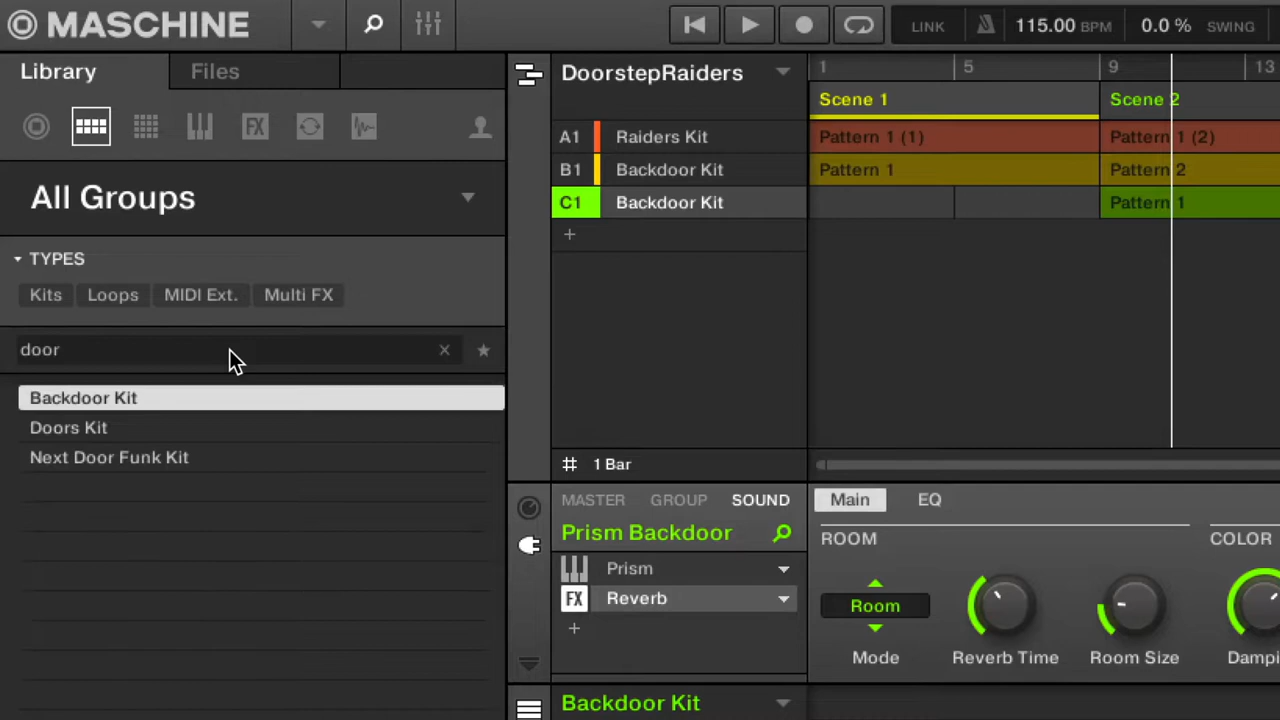 MASCHINE
LINK 115.00 BPM 0.0 % SWING
Library Files
FX
All Groups
TYPES
Kits Loops MIDI Ext. Multi FX
door
Backdoor Kit
Doors Kit
Next Door Funk Kit
DoorstepRaiders
1 5 9 13
Scene 1 Scene 2
A1 Raiders Kit Pattern 1 (1) Pattern 1 (2)
B1 Backdoor Kit Pattern 1 Pattern 2
C1 Backdoor Kit Pattern 1
+
1 Bar
MASTER GROUP SOUND
Prism Backdoor
Prism
FX Reverb
+
Main EQ
ROOM COLOR
Room
Mode Reverb Time Room Size Dampi
Backdoor Kit